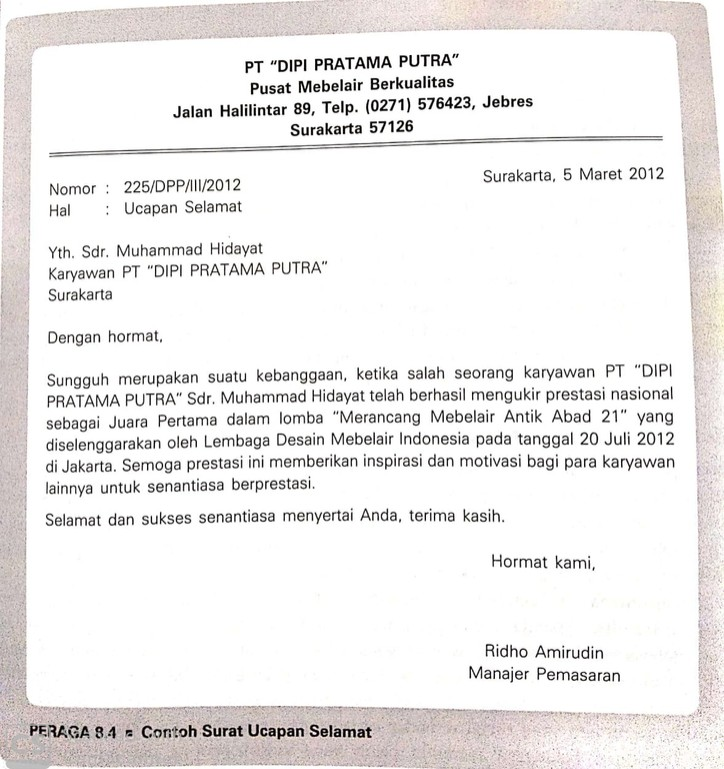 PT "DIPI PRATAMA PUTRA"
Pusat Mebelair Berkualitas
Jalan Halilintar 89, Telp. (0271) 576423, Jebres
Surakarta 57126
Surakarta, 5 Maret 2012
Nomor : 225/DPP/III/2012
Hal : Ucapan Selamat
Yth. Sdr. Muhammad Hidayat
Karyawan PT "DIPI PRATAMA PUTRA"
Surakarta
Dengan hormat,
Sungguh merupakan suatu kebanggaan, ketika salah seorang karyawan PT "DIPI
PRATAMA PUTRA" Sdr. Muhammad Hidayat telah berhasil mengukir prestasi nasional
sebagai Juara Pertama dalam lomba "Merancang Mebelair Antik Abad 21" yang
diselenggarakan oleh Lembaga Desain Mebelair Indonesia pada tanggal 20 Juli 2012
di Jakarta. Semoga prestasi ini memberikan inspirasi dan motivasi bagi para karyawan
lainnya untuk senantiasa berprestasi.
Selamat dan sukses senantiasa menyertai Anda, terima kasih.
Hormat kami,
Ridho Amirudin
Manajer Pemasaran
PERAGA 8.4 = Contoh Surat Ucapan Selamat